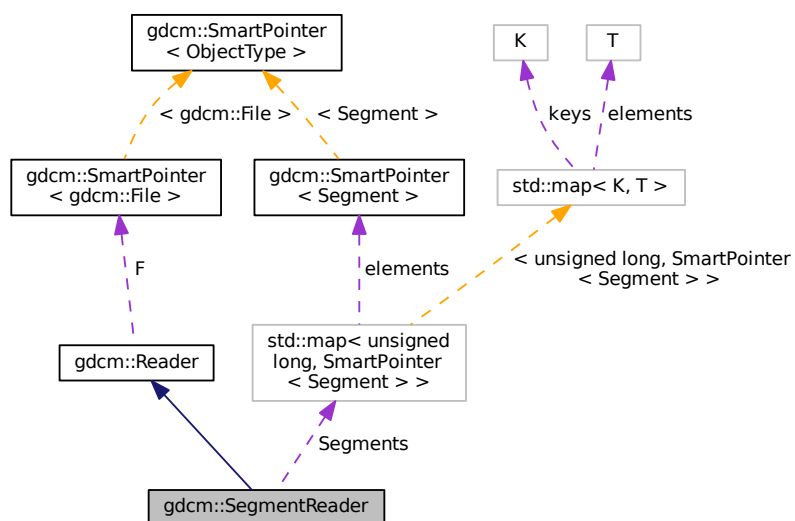 gdcm::SmartPointer
< ObjectType >
K
T
< gdcm::File >
< Segment >
keys
elements
gdcm::SmartPointer
< gdcm::File >
gdcm::SmartPointer
< Segment >
std::map< K, T >
F
elements
< unsigned long, SmartPointer
< Segment > >
gdcm::Reader
std::map< unsigned
long, SmartPointer
< Segment > >
Segments
gdcm::SegmentReader